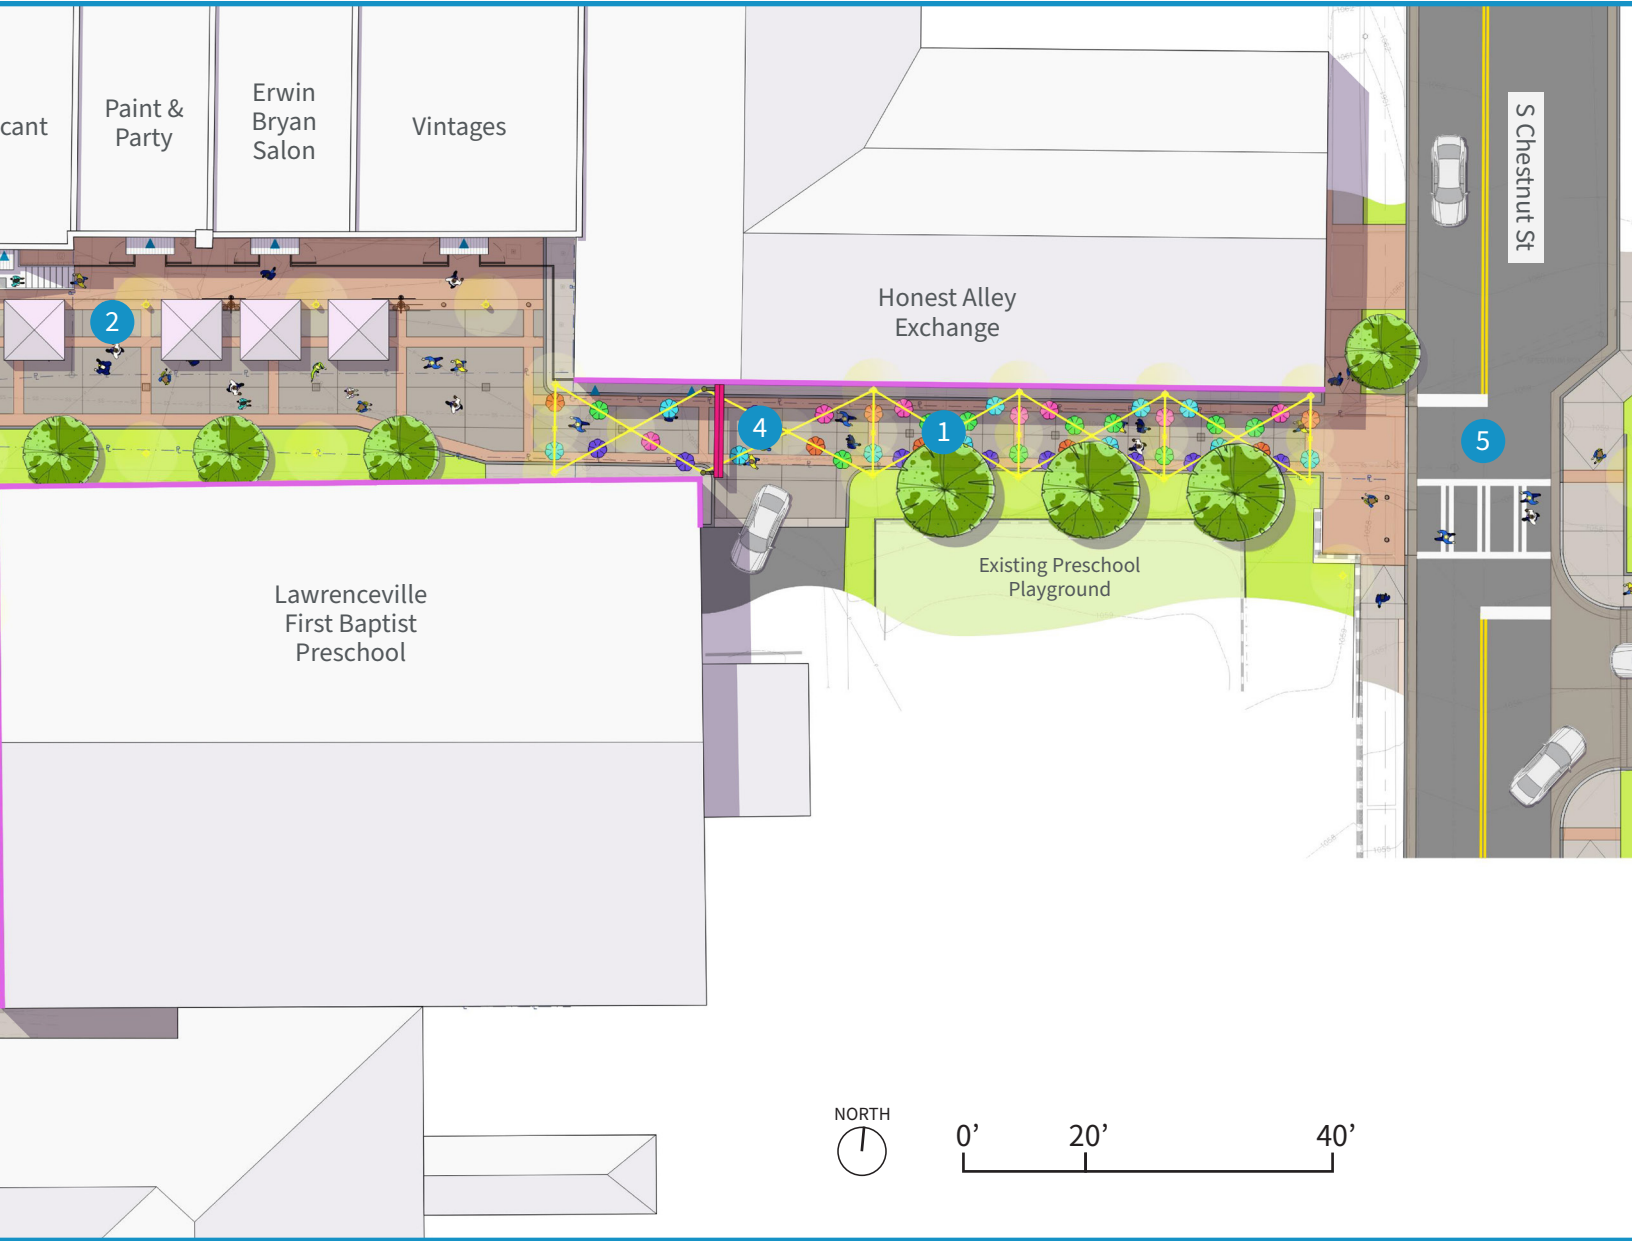 cant
Paint &
Party
Erwin
Bryan
Salon
Vintages
S Chestnut St
Honest Alley
Exchange
2
4
1
5
Existing Preschool
Playground
Lawrenceville
First Baptist
Preschool
NORTH
0’
20’
40’